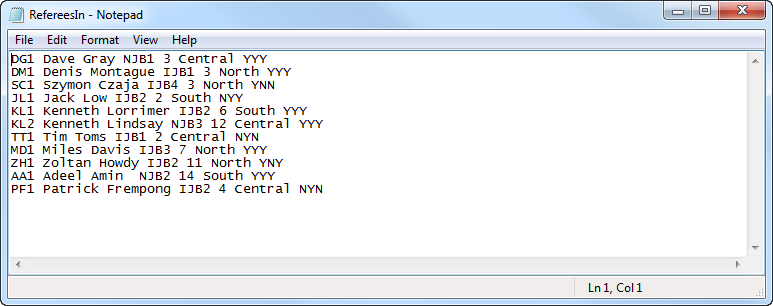 RefereesIn - Notepad
File Edit Format View Help
DG1 Dave Gray NJB1 3 Central YYY
DM1 Denis Montague IJB1 3 North YYY
SC1 Szymon Czaja IJB4 3 North YNN
JL1 Jack Low IJB2 2 South NYY
KL1 Kenneth Lorrimer IJB2 6 South YYY
KL2 Kenneth Lindsay NJB3 12 Central YYY
TT1 Tim Toms IJB1 2 Central NYN
MD1 Miles Davis IJB3 7 North YYY
ZH1 Zoltan Howdy IJB2 11 North YNY
AA1 Adeel Amin  NJB2 14 South YYY
PF1 Patrick Frempong IJB2 4 Central NYN
Ln 1, Col 1